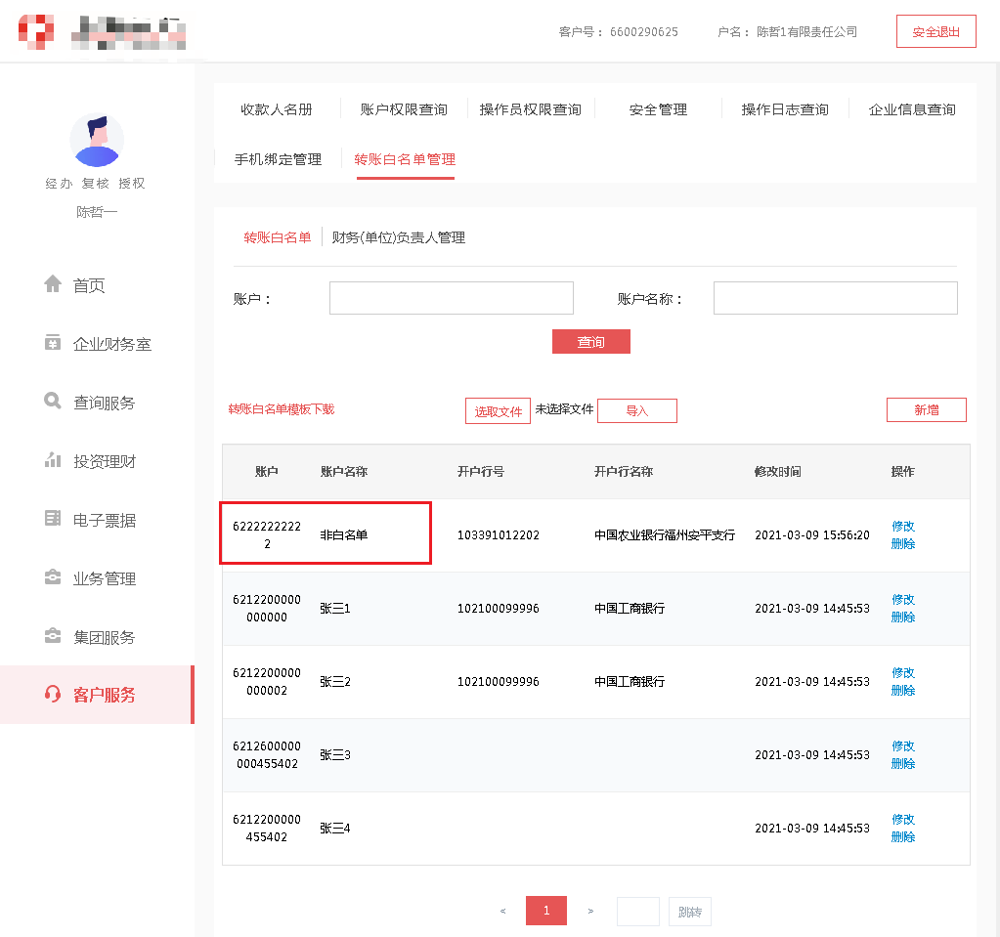 客户号： 6600290625 户名： 陈哲1有限责任公司 安全退出
收款人名册 账户权限查询 操作员权限查询 安全管理 操作日志查询 企业信息查询
手机绑定管理 转账白名单管理
经办 复核 授权
陈哲一
首页
企业财务室
查询服务
投资理财
电子票据
业务管理
集团服务
客户服务
转账白名单 财务(单位)负责人管理
账户： 账户名称：
查询
转账白名单模板下载 选取文件 未选择文件 导入 新增
账户 账户名称 开户行号 开户行名称 修改时间 操作
6222222222
2 非白名单 103391012202 中国农业银行福州安平支行 2021-03-09 15:56:20 修改
删除
6212200000
000000 张三1 102100099996 中国工商银行 2021-03-09 14:45:53 修改
删除
6212200000
000002 张三2 102100099996 中国工商银行 2021-03-09 14:45:53 修改
删除
6212600000
000455402 张三3 2021-03-09 14:45:53 修改
删除
6212200000
455402 张三4 2021-03-09 14:45:53 修改
删除
< 1 > 跳转